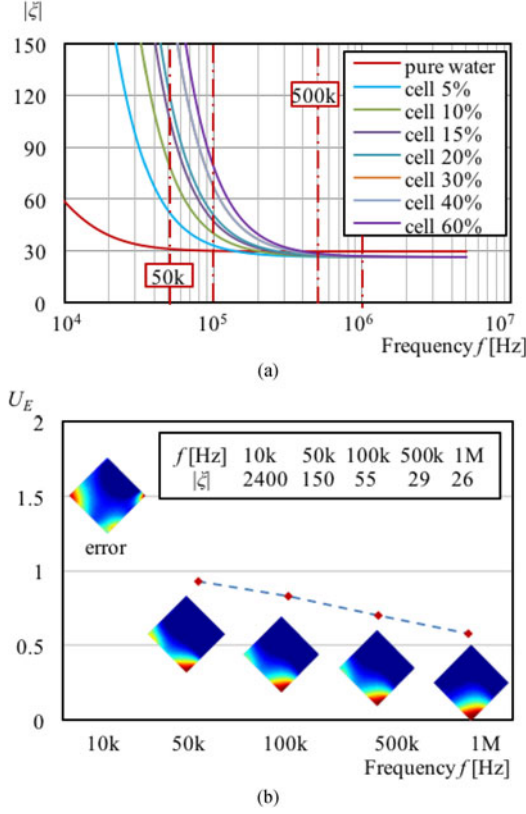 |ξ|
150
120
90
60
30
0
500k
50k
pure water
cell 5%
cell 10%
cell 15%
cell 20%
cell 30%
cell 40%
cell 60%
10⁴ 10⁵ 10⁶ 10⁷
Frequency f [Hz]
(a)
U_E
2
1.5
1
0.5
0
f [Hz] 10k 50k 100k 500k 1M
|ξ| 2400 150 55 29 26
error
10k 50k 100k 500k 1M
Frequency f [Hz]
(b)